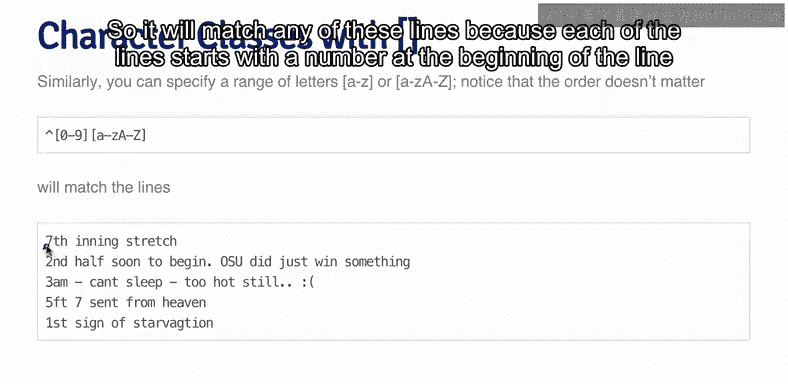 So it will match any of these lines because each of the
lines starts with a number at the beginning of the line
Character Classes with []
Similarly, you can specify a range of letters [a-z] or [a-zA-Z]; notice that the order doesn't matter
^[0-9][a-zA-Z]
will match the lines
7th inning stretch
2nd half soon to begin. OSU did just win something
3am - cant sleep - too hot still.. :(
5ft 7 sent from heaven
1st sign of starvagtion